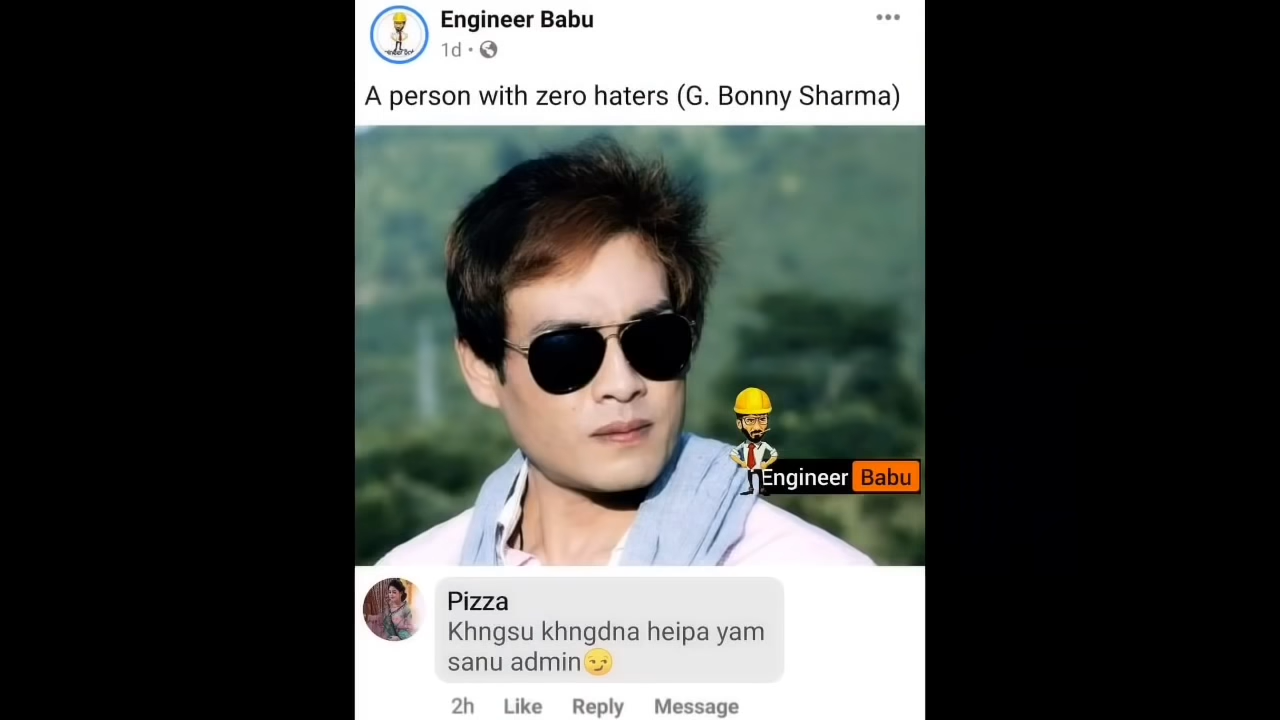 Engineer Babu
1d
A person with zero haters (G. Bonny Sharma)
Engineer Babu
Pizza
Khngsu khngdna heipa yam
sanu admin😏
2h Like Reply Message